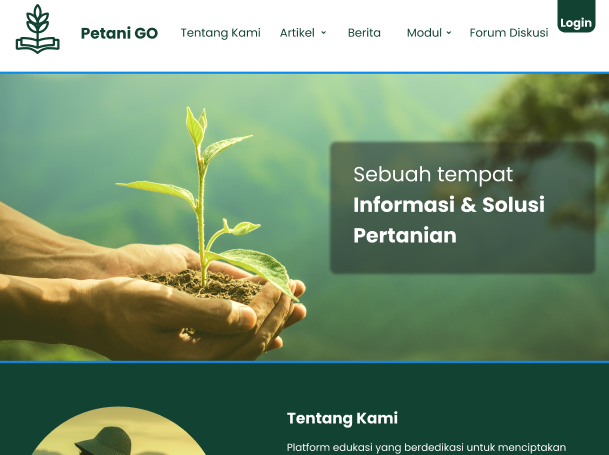 Petani GO
Tentang Kami
Artikel
Berita
Modul
Forum Diskusi
Login
Sebuah tempat
Informasi & Solusi
Pertanian
Tentang Kami
Platform edukasi yang berdedikasi untuk menciptakan